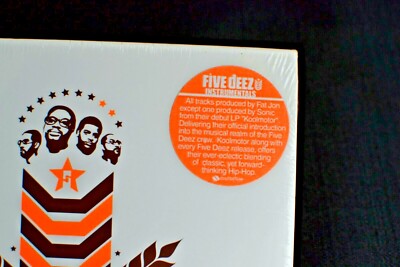 FIVE DEEZ
INSTRUMENTALS
All tracks produced by Fat Jon
except one produced by Sonic
from their debut LP "Koolmotor".
Delivering their official introduction
into the musical realm of the Five
Deez crew. Koolmotor along with
every Five Deez release, offers
their ever-eclectic blending
of classic, yet forward-
thinking Hip-Hop.